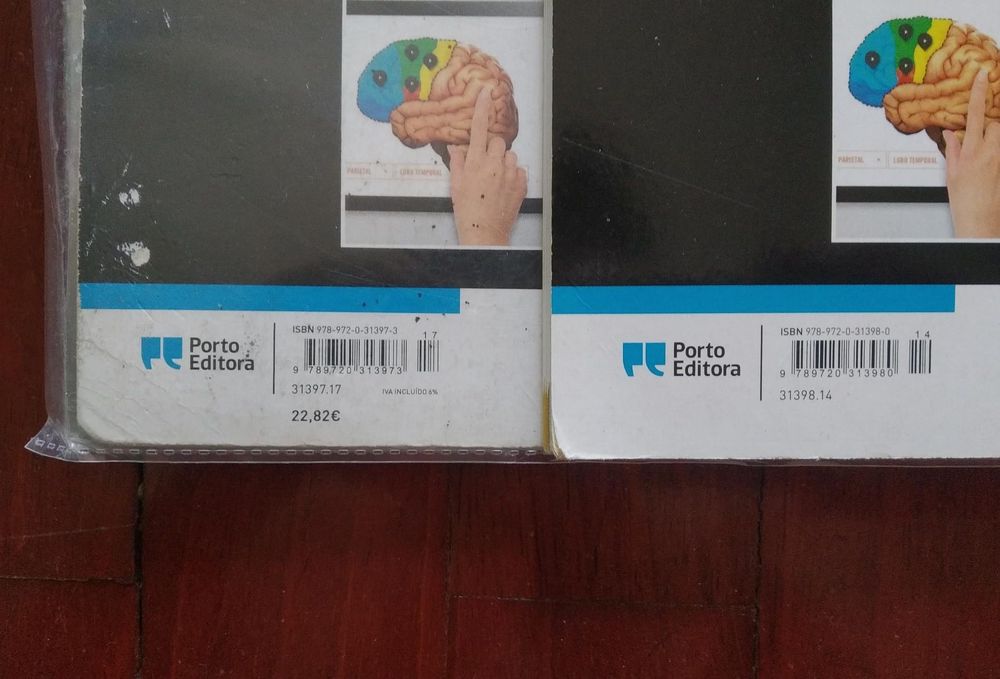 PARIETAL
LOBO TEMPORAL
Porto
Editora
ISBN 978-972-0-31397-3
17
9 789720 313973
31397.17
IVA INCLUÍDO 6%
22,82€
PARIETAL
LOBO TEMPORAL
Porto
Editora
ISBN 978-972-0-31398-0
14
9 789720 313980
31398.14